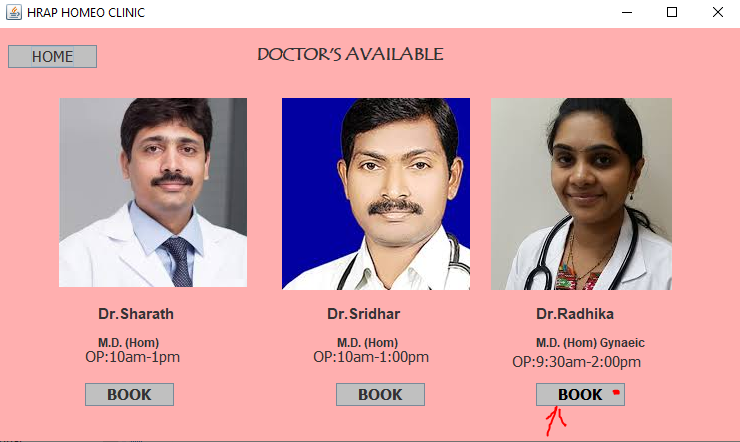 HRAP HOMEO CLINIC
HOME
DOCTOR'S AVAILABLE
Dr.Sharath
M.D. (Hom)
OP:10am-1pm
BOOK
Dr.Sridhar
M.D. (Hom)
OP:10am-1:00pm
BOOK
Dr.Radhika
M.D. (Hom) Gynaeic
OP:9:30am-2:00pm
BOOK